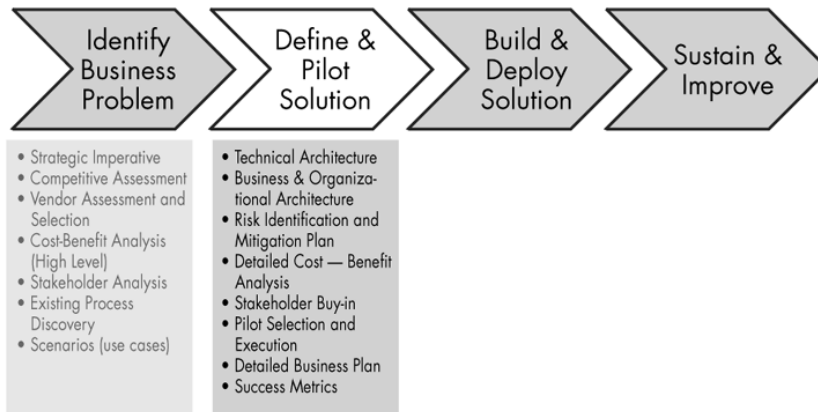 Identify
Business
Problem
Define &
Pilot
Solution
Build &
Deploy
Solution
Sustain &
Improve
• Strategic Imperative
• Competitive Assessment
• Vendor Assessment and
Selection
• Cost-Benefit Analysis
(High Level)
• Stakeholder Analysis
• Existing Process
Discovery
• Scenarios (use cases)
• Technical Architecture
• Business & Organiza-
tional Architecture
• Risk Identification and
Mitigation Plan
• Detailed Cost — Benefit
Analysis
• Stakeholder Buy-in
• Pilot Selection and
Execution
• Detailed Business Plan
• Success Metrics